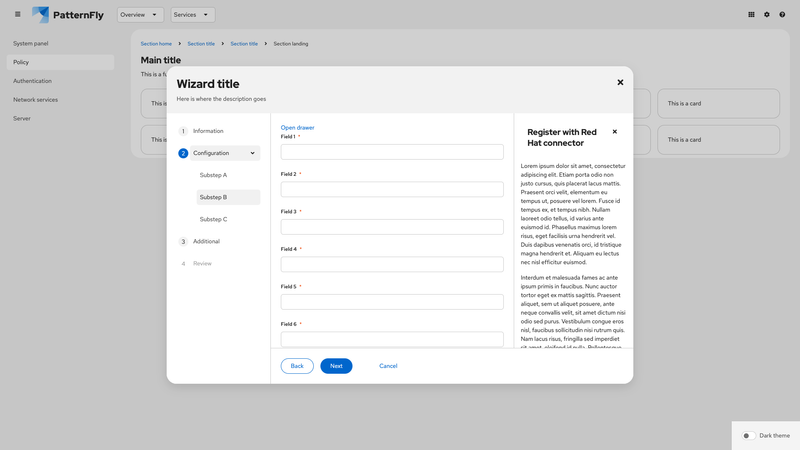 PatternFly
Overview
Services
System panel
Policy
Authentication
Network services
Server
Section home
Section title
Section title
Section landing
Main title
This is a fu
This is
This is a card
This is
This is a card
Wizard title
Here is where the description goes
1 Information
2 Configuration
Substep A
Substep B
Substep C
3 Additional
4 Review
Open drawer
Field 1 *
Field 2 *
Field 3 *
Field 4 *
Field 5 *
Field 6 *
Register with Red
Hat connector
Lorem ipsum dolor sit amet, consectetur
adipiscing elit. Etiam porta odio non
justo cursus, quis placerat lacus mattis.
Praesent orci velit, elementum eu
tempus ut, posuere vel lorem. Fusce id
tempus ex, et tempus nibh. Nullam
laoreet odio tellus, id varius ante
euismod id. Phasellus maximus lorem
risus, eget facilisis urna hendrerit vel.
Duis dapibus venenatis orci, id tristique
magna hendrerit et. Aliquam eu lectus
nec nisl efficitur euismod.
Interdum et malesuada fames ac ante
ipsum primis in faucibus. Nunc auctor
tortor eget ex mattis sagittis. Praesent
aliquet, sem ut aliquet posuere, ante
neque convallis velit, sit amet dictum nisi
odio sed purus. Vestibulum congue eros
nisl, faucibus sollicitudin nisi rutrum quis.
Nam lacus risus, fringilla sed imperdiet
Back
Next
Cancel
Dark theme